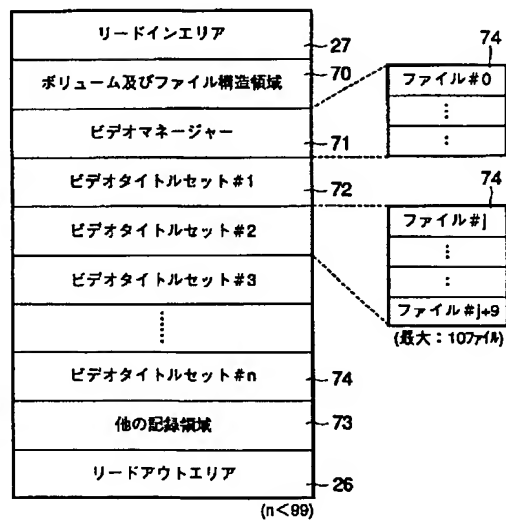 リードインエリア
27
ボリューム及びファイル構造領域
70
ビデオマネージャー
71
ビデオタイトルセット#1
72
ビデオタイトルセット#2
ビデオタイトルセット#3
⋮
ビデオタイトルセット#n
74
他の記録領域
73
リードアウトエリア
26
(n<99)
74
ファイル#0
⋮
:
74
ファイル#j
⋮
:
ファイル#j+9
(最大:10ファイル)